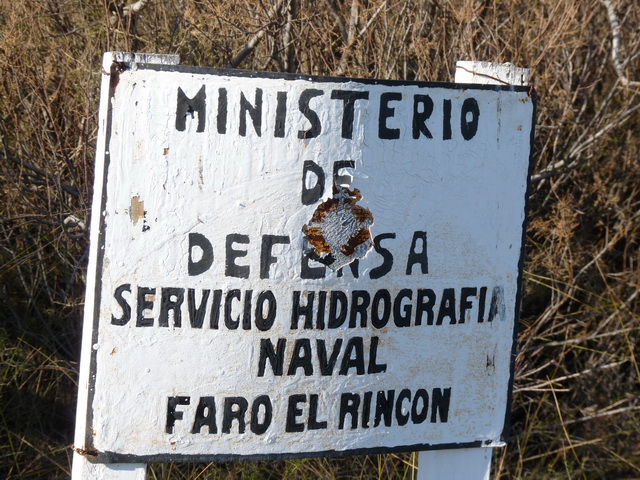 MINISTERIO
DE
DEFENSA
SERVICIO HIDROGRAFIA
NAVAL
FARO EL RINCON